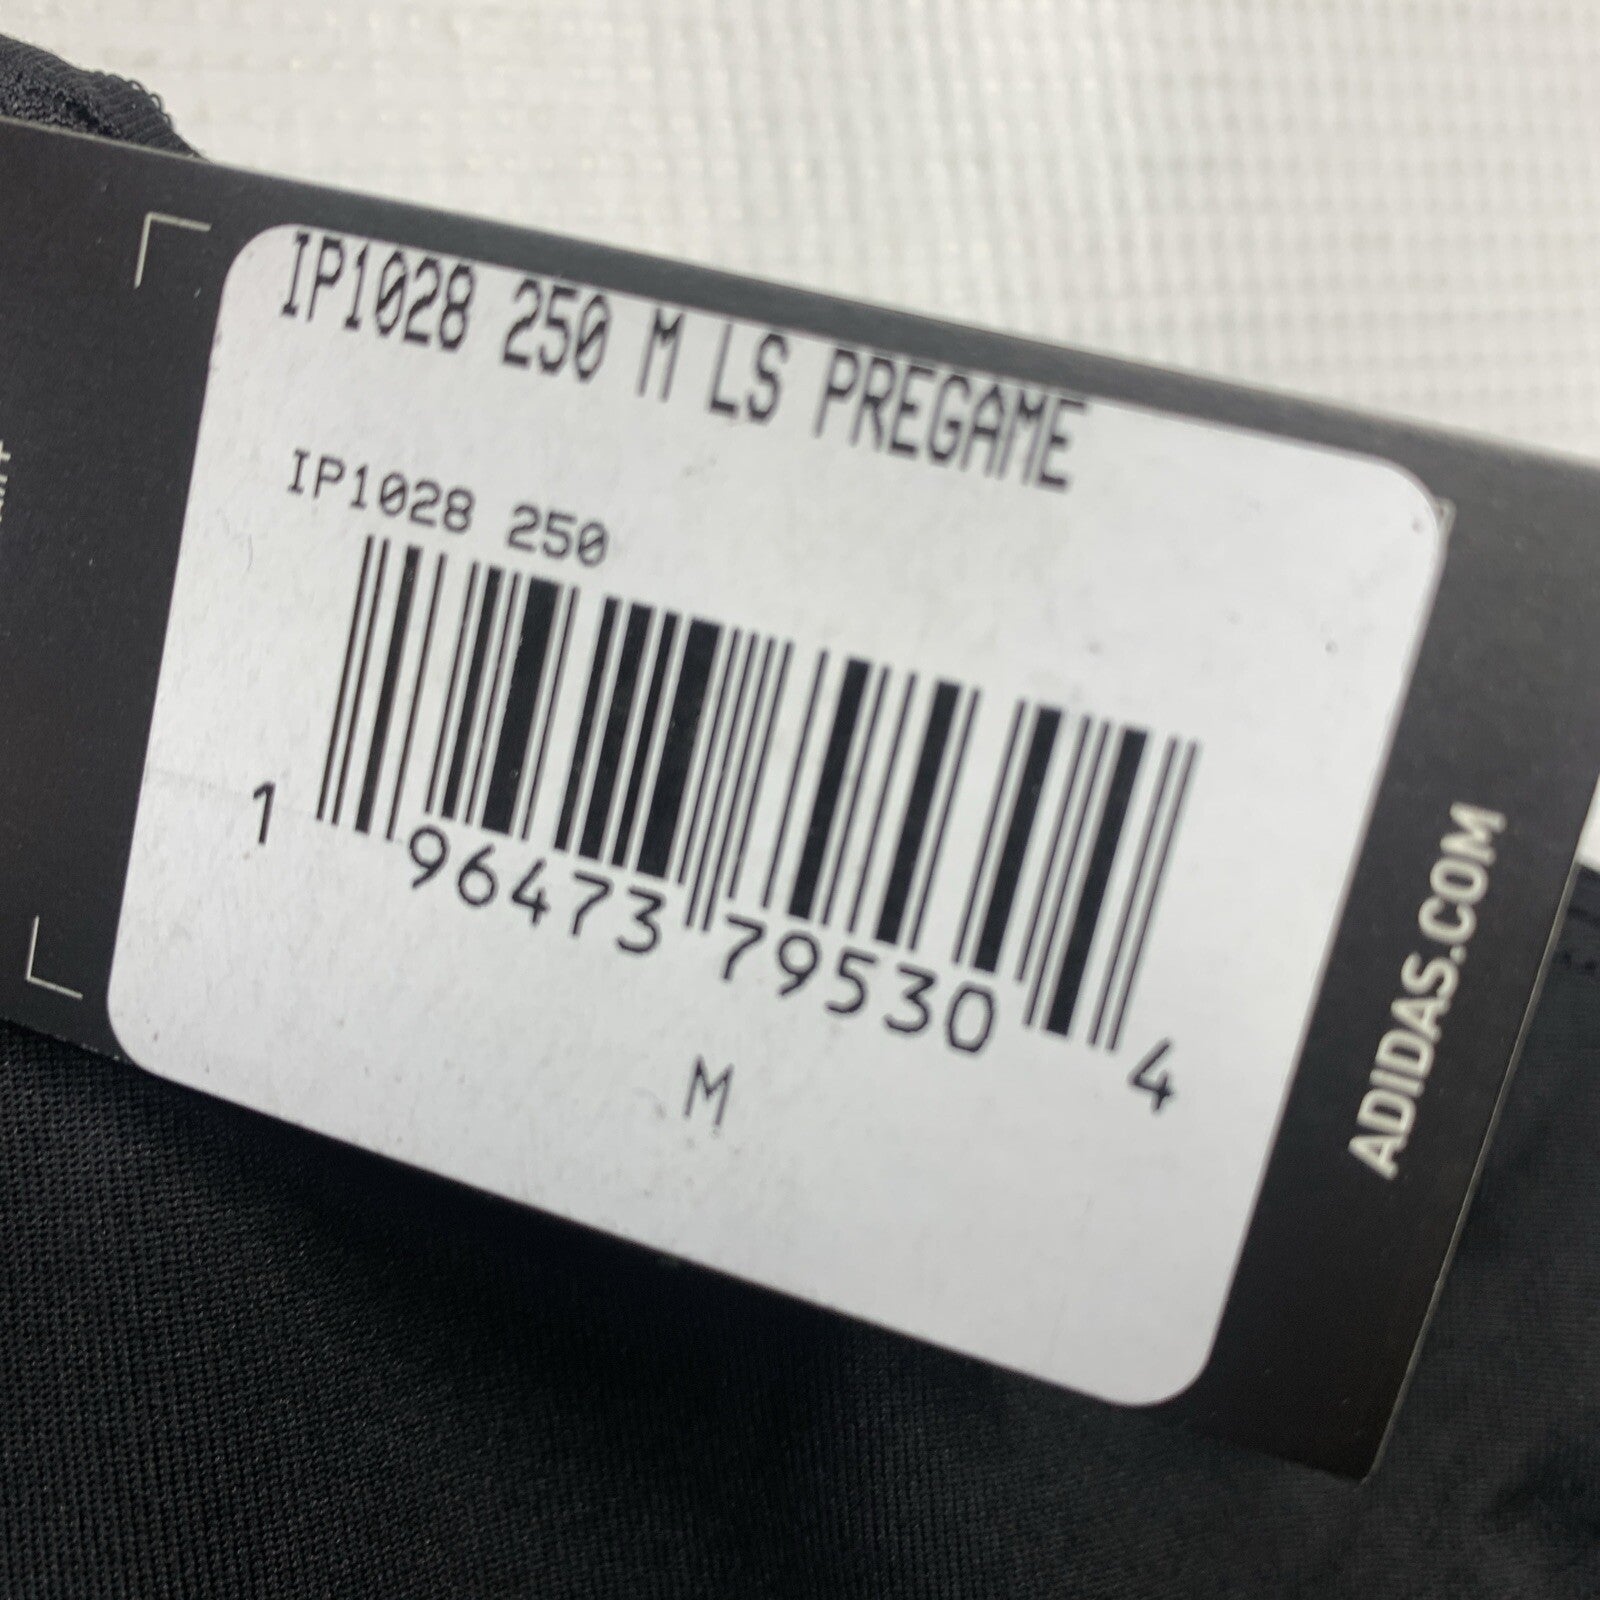 IP1028 250 M LS PREGAME
IP1028 250
1 96473 79530 4
M
ADIDAS.COM